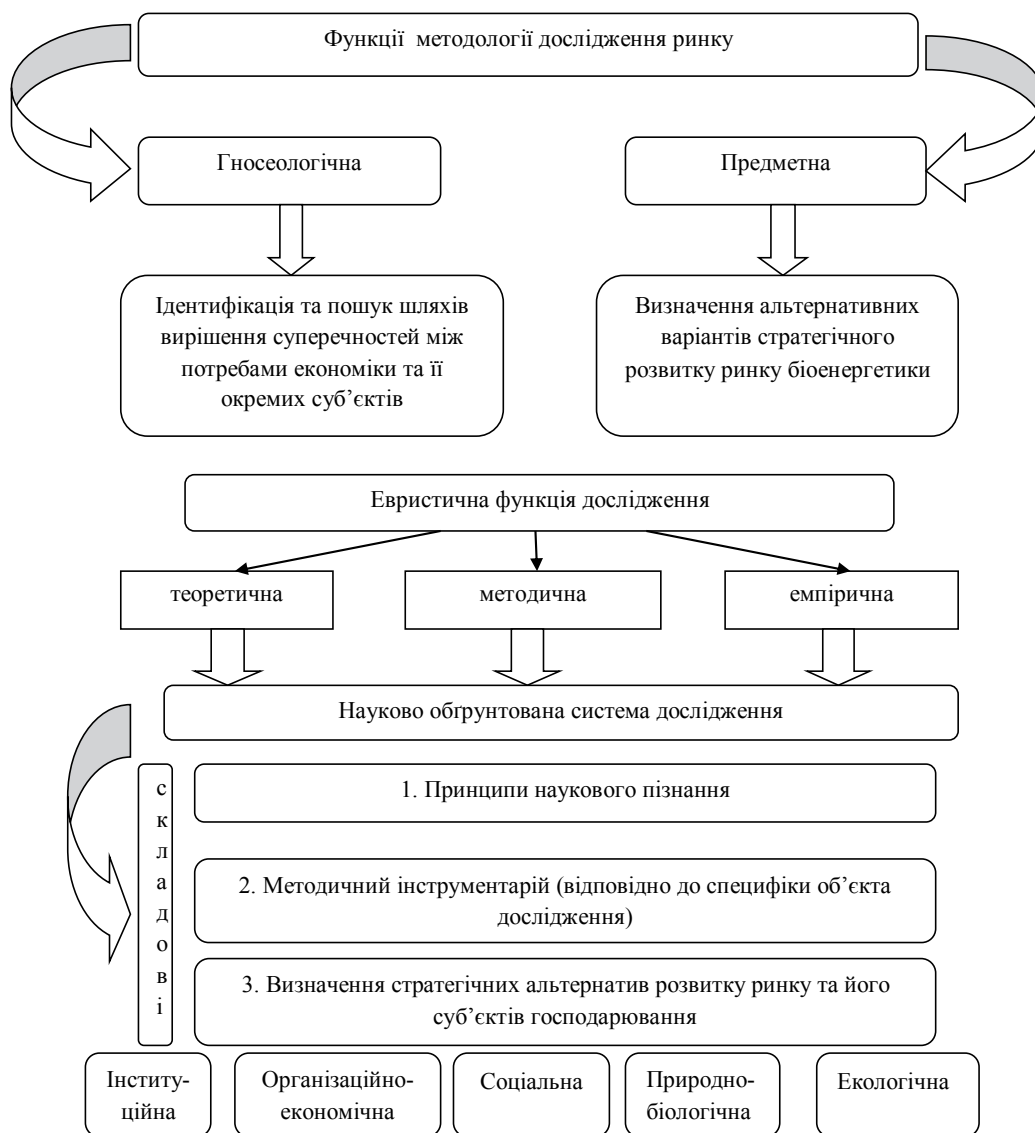 Функції методології дослідження ринку
Гносеологічна
Предметна
Ідентифікація та пошук шляхів
вирішення суперечностей між
потребами економіки та її
окремих суб’єктів
Визначення альтернативних
варіантів стратегічного
розвитку ринку біоенергетики
Евристична функція дослідження
теоретична
методична
емпірична
Науково обґрунтована система дослідження
складові
1. Принципи наукового пізнання
2. Методичний інструментарій (відповідно до специфіки об’єкта
дослідження)
3. Визначення стратегічних альтернатив розвитку ринку та його
суб’єктів господарювання
Институ-
ційна
Організаційно-
економічна
Соціальна
Природно-
біологічна
Екологічна